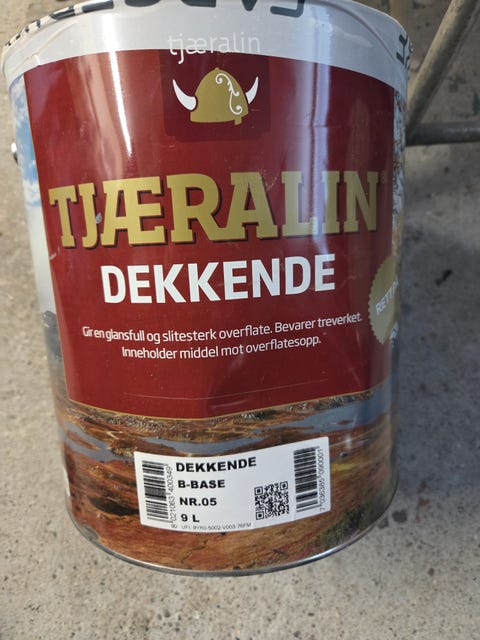 tjæralin
TJÆRALIN
DEKKENDE
Gir en glansfull og slitesterk overflate. Bevarer treverket.
Inneholder middel mot overflatesopp.
DEKKENDE
B-BASE
NR.05
9 L